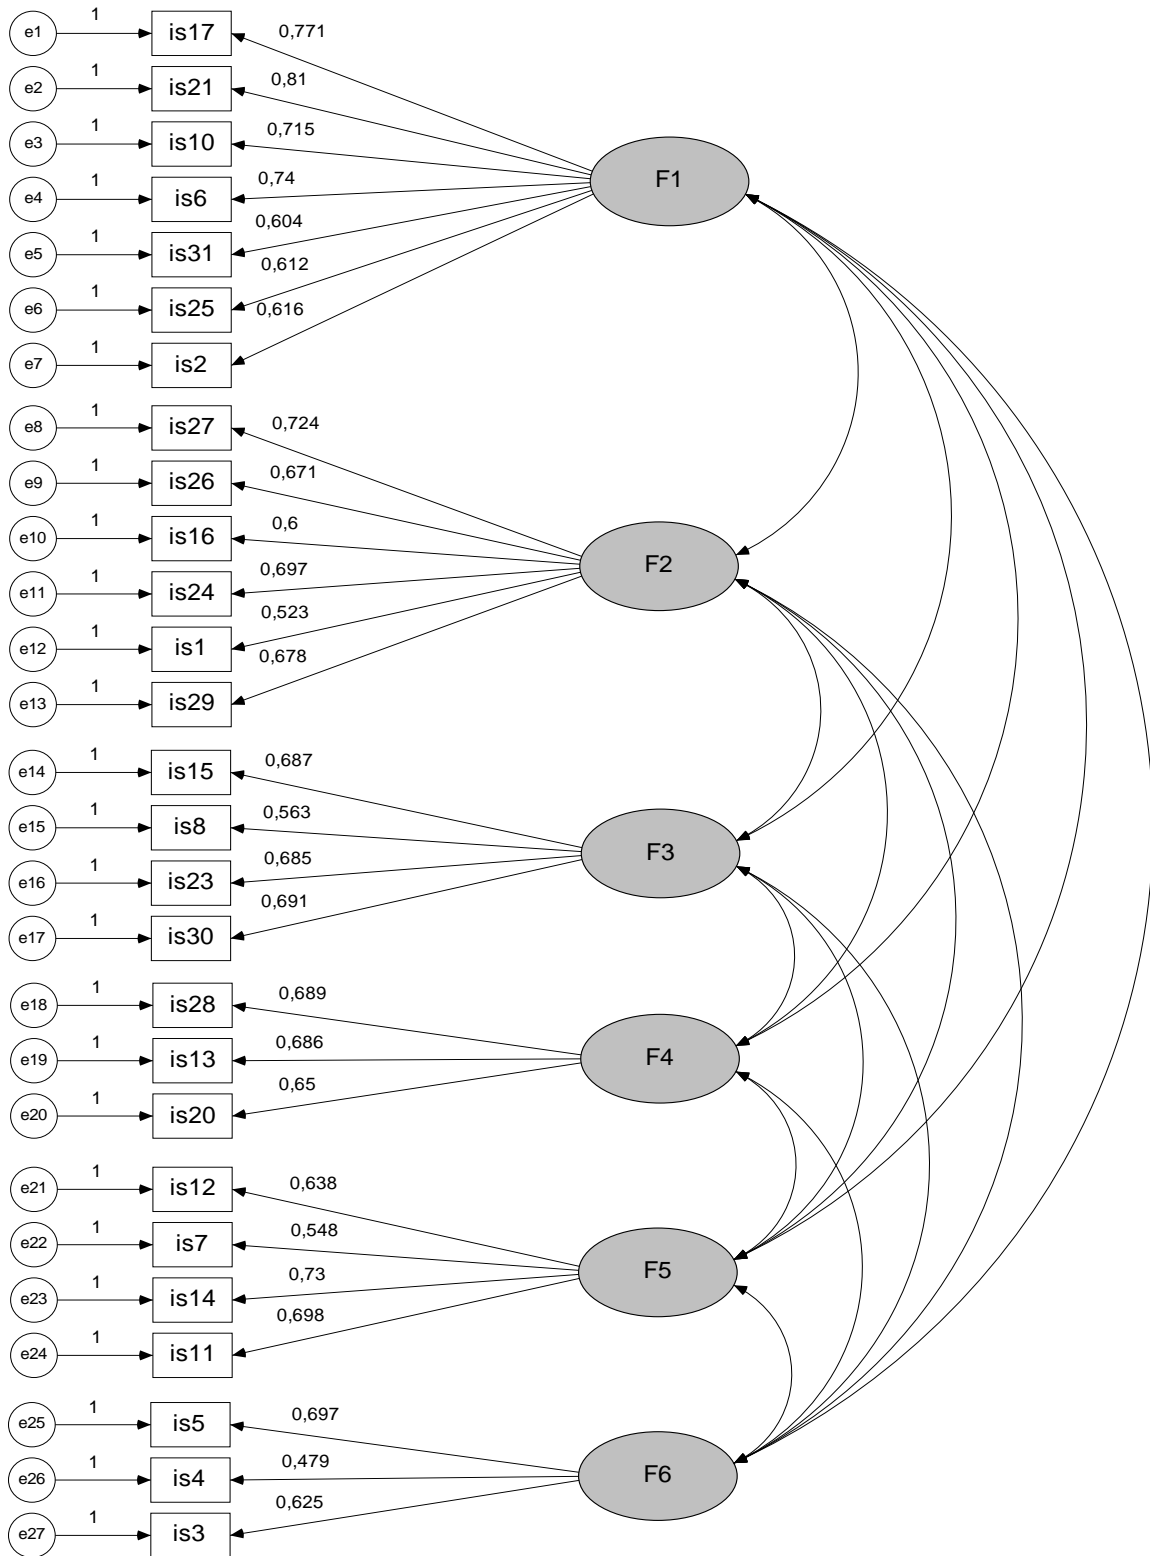 e1 1 is17 0,771
e2 1 is21 0,81
e3 1 is10 0,715
F1
e4 1 is6 0,74
e5 1 is31 0,604
e6 1 is25 0,612
e7 1 is2 0,616
e8 1 is27 0,724
e9 1 is26 0,671
e10 1 is16 0,6
F2
e11 1 is24 0,697
e12 1 is1 0,523
e13 1 is29 0,678
e14 1 is15 0,687
e15 1 is8 0,563
F3
e16 1 is23 0,685
e17 1 is30 0,691
e18 1 is28 0,689
e19 1 is13 0,686
F4
e20 1 is20 0,65
e21 1 is12 0,638
e22 1 is7 0,548
F5
e23 1 is14 0,73
e24 1 is11 0,698
e25 1 is5 0,697
e26 1 is4 0,479
F6
e27 1 is3 0,625